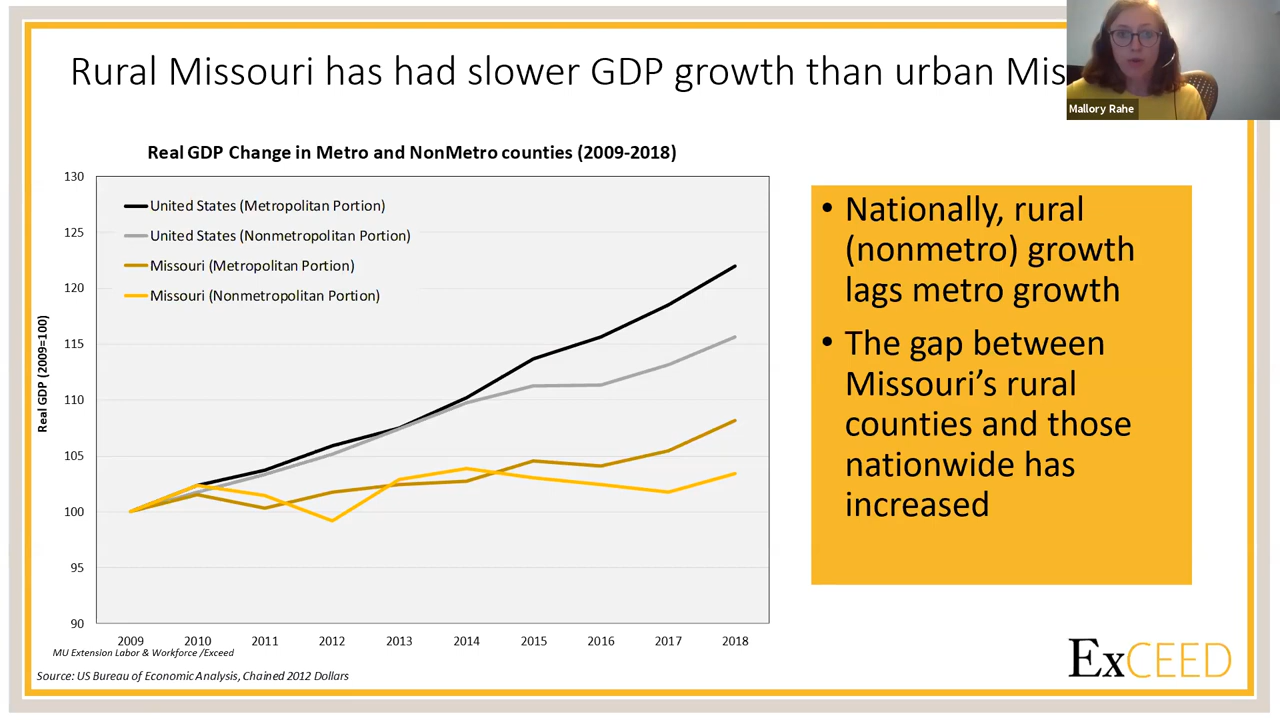 Rural Missouri has had slower GDP growth than urban Mis
Mallory Rahe
Real GDP Change in Metro and NonMetro counties (2009-2018)
130
125
120
115
110
105
100
95
90
Real GDP (2009=100)
United States (Metropolitan Portion)
United States (Nonmetropolitan Portion)
Missouri (Metropolitan Portion)
Missouri (Nonmetropolitan Portion)
2009 2010 2011 2012 2013 2014 2015 2016 2017 2018
MU Extension Labor & Workforce /Exceed
Source: US Bureau of Economic Analysis, Chained 2012 Dollars
• Nationally, rural
(nonmetro) growth
lags metro growth
• The gap between
Missouri’s rural
counties and those
nationwide has
increased
ExCEED